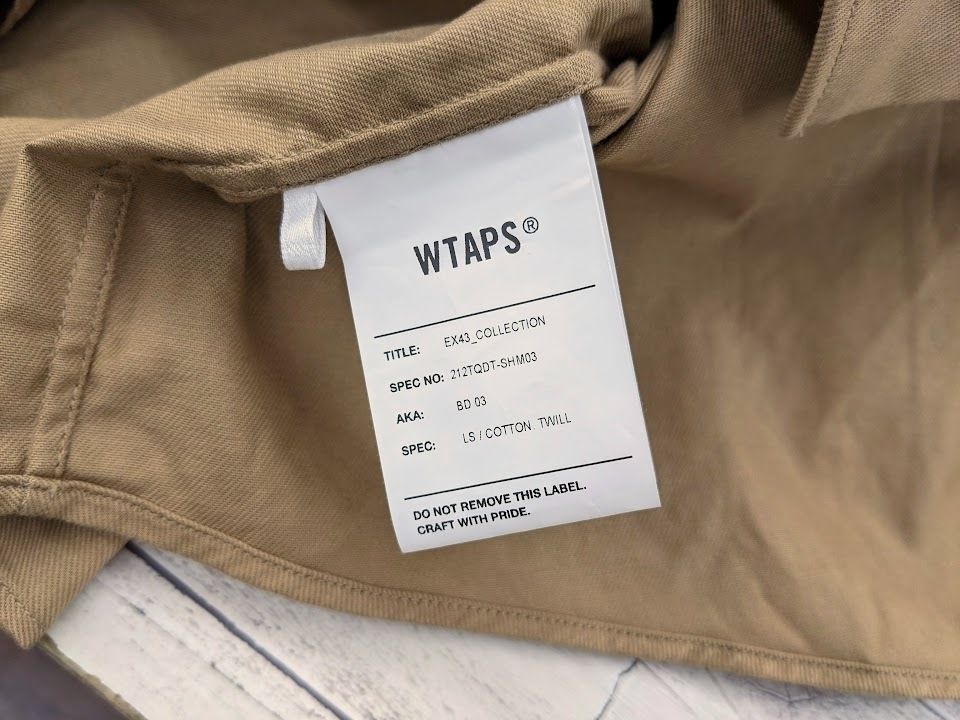 WTAPS®
TITLE: EX43_COLLECTION
SPEC NO: 212TQDT-SHM03
AKA: BD 03
SPEC: LS / COTTON. TWILL
DO NOT REMOVE THIS LABEL.
CRAFT WITH PRIDE.